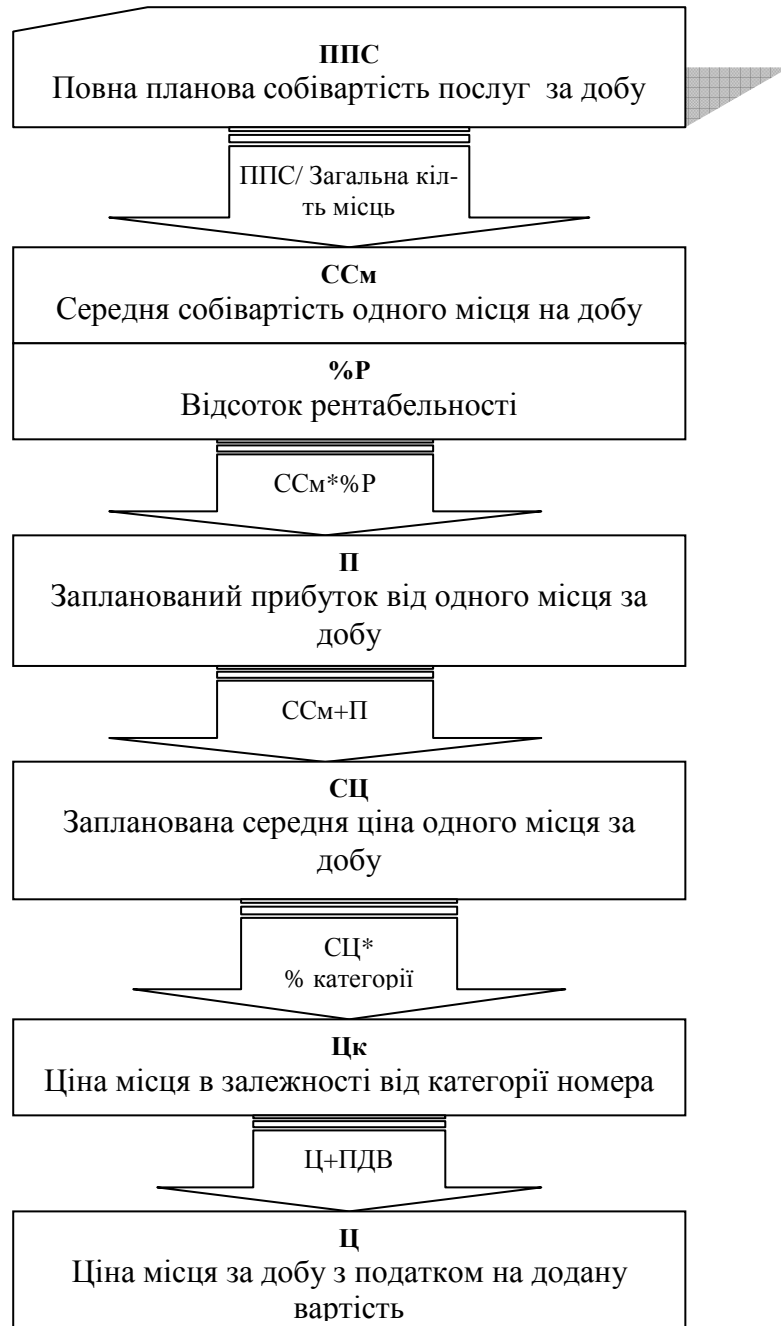 ППС
Повна планова собівартість послуг за добу
ППС/ Загальна кіл-
ть місць
ССм
Середня собівартість одного місця на добу
%Р
Відсоток рентабельності
ССм*%Р
П
Запланований прибуток від одного місця за
добу
ССм+П
СЦ
Запланована середня ціна одного місця за
добу
СЦ*
% категорії
Цк
Ціна місця в залежності від категорії номера
Ц+ПДВ
Ц
Ціна місця за добу з податком на додану
вартість